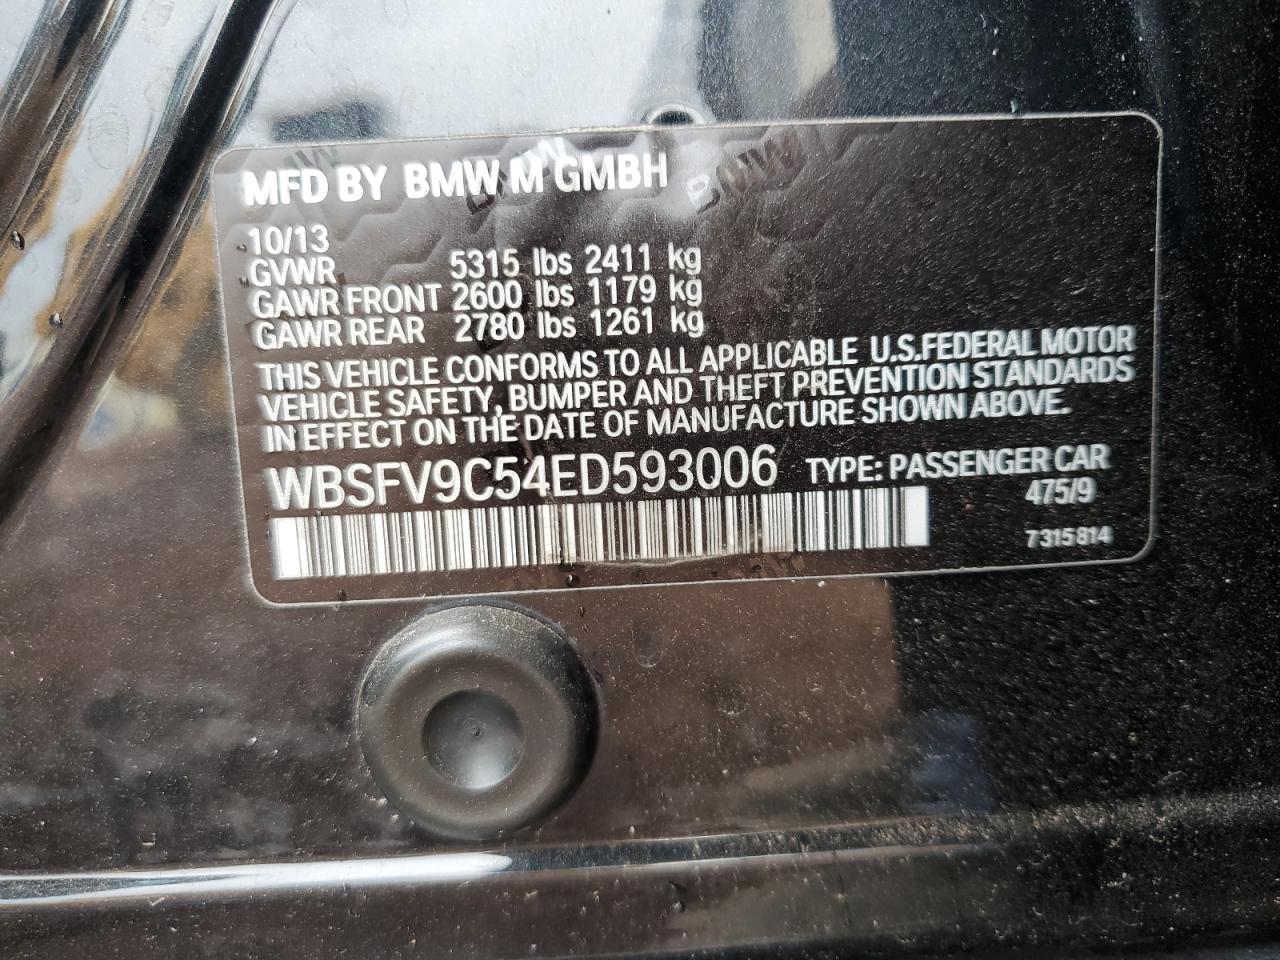 MFD BY BMW M GMBH
10/13
GVWR 5315 lbs 2411 kg
GAWR FRONT 2600 lbs 1179 kg
GAWR REAR 2780 lbs 1261 kg
THIS VEHICLE CONFORMS TO ALL APPLICABLE U.S.FEDERAL MOTOR
VEHICLE SAFETY, BUMPER AND THEFT PREVENTION STANDARDS
IN EFFECT ON THE DATE OF MANUFACTURE SHOWN ABOVE.
WBSFV9C54ED593006 TYPE: PASSENGER CAR
475/9
7 315 814